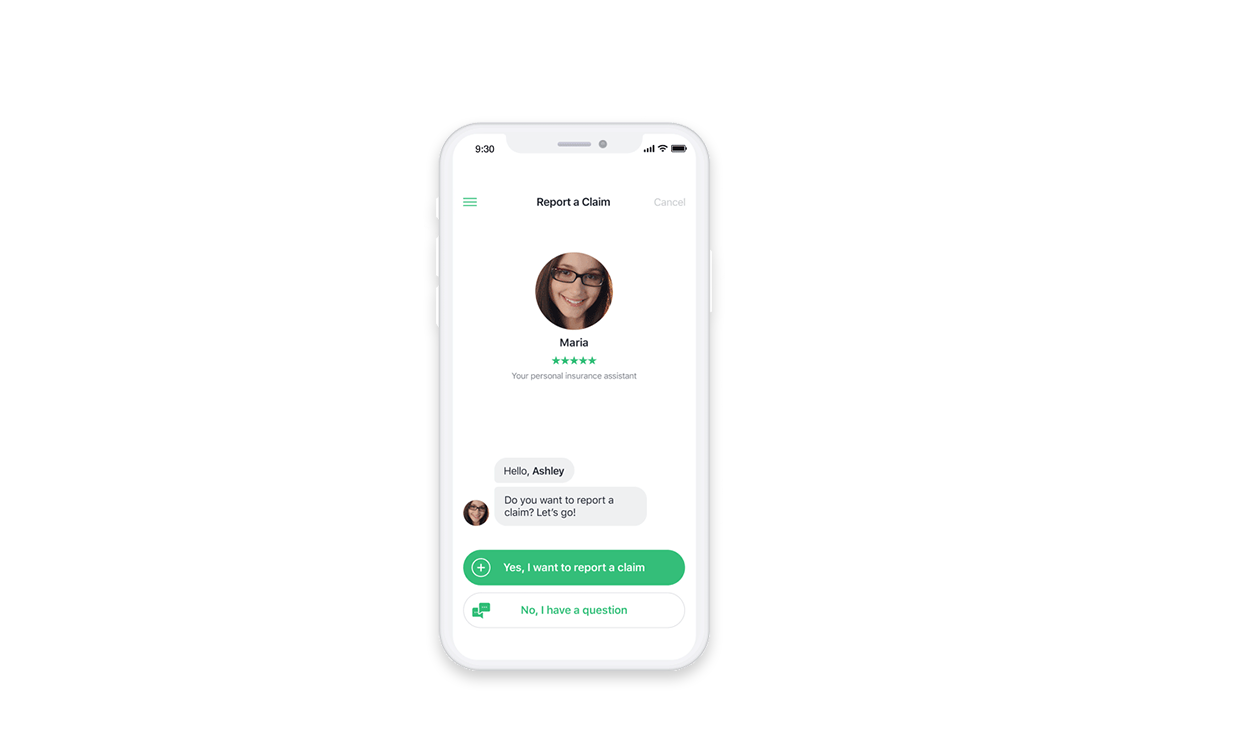 9:30
Report a Claim
Cancel
Maria
Your personal insurance assistant
Hello, Ashley
Do you want to report a
claim? Let's go!
Yes, I want to report a claim
No, I have a question